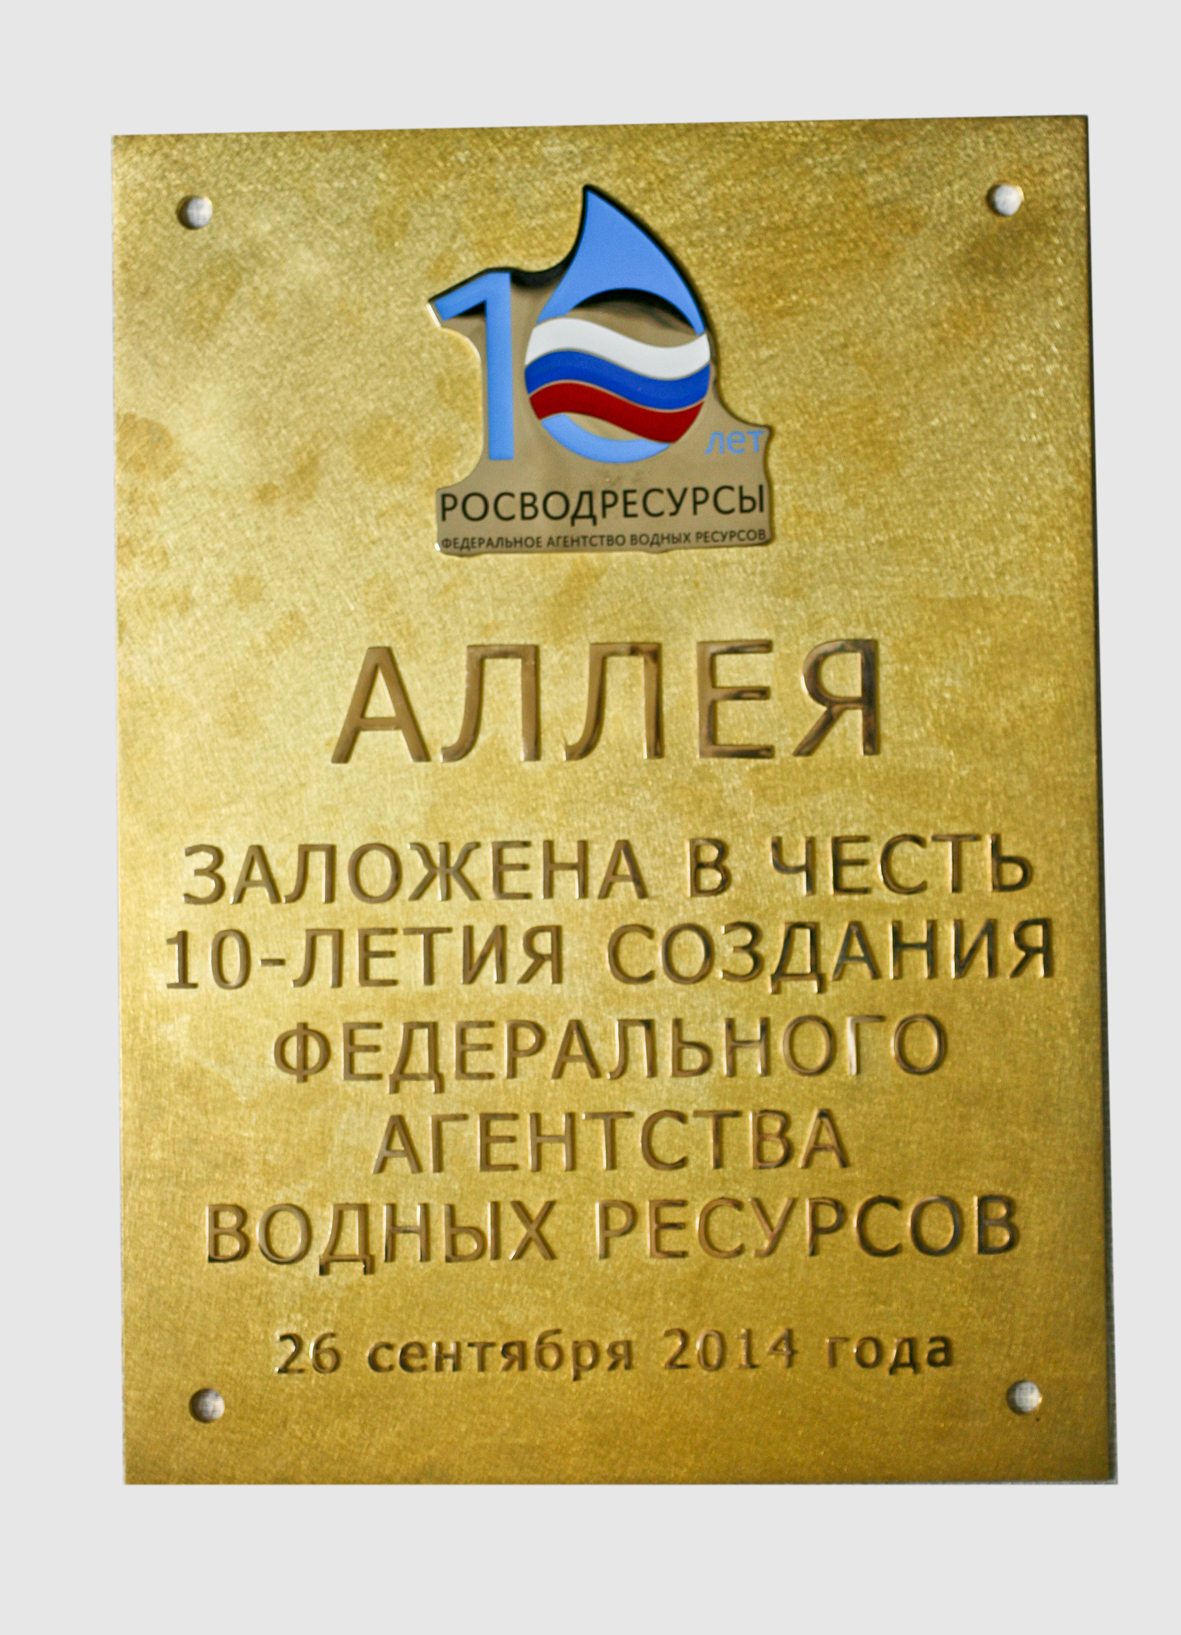 10 лет
РОСВОДРЕСУРСЫ
ФЕДЕРАЛЬНОЕ АГЕНТСТВО ВОДНЫХ РЕСУРСОВ
АЛЛЕЯ
ЗАЛОЖЕНА В ЧЕСТЬ
10-ЛЕТИЯ СОЗДАНИЯ
ФЕДЕРАЛЬНОГО
АГЕНТСТВА
ВОДНЫХ РЕСУРСОВ
26 сентября 2014 года